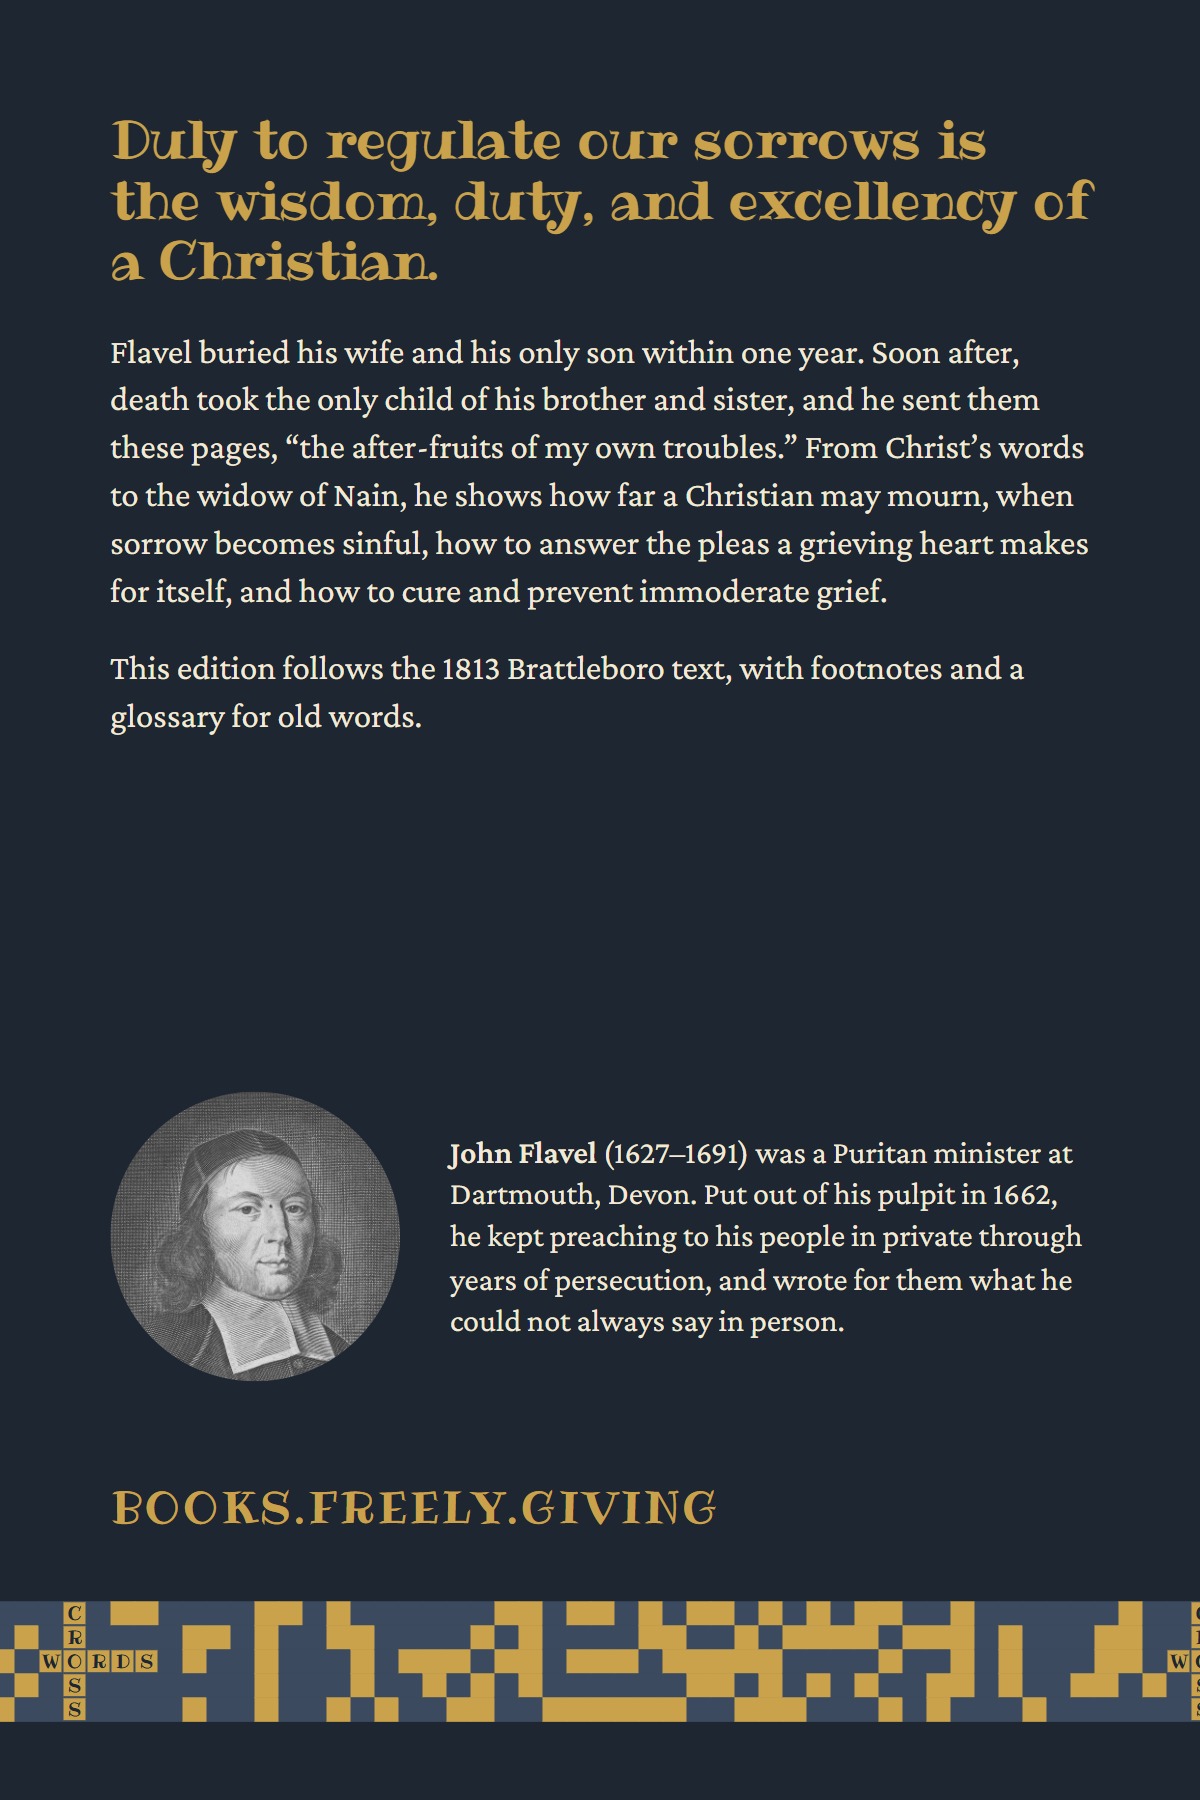 Duly to regulate our sorrows is
the wisdom, duty, and excellency of
a Christian.
Flavel buried his wife and his only son within one year. Soon after,
death took the only child of his brother and sister, and he sent them
these pages, “the after-fruits of my own troubles.” From Christ’s words
to the widow of Nain, he shows how far a Christian may mourn, when
sorrow becomes sinful, how to answer the pleas a grieving heart makes
for itself, and how to cure and prevent immoderate grief.
This edition follows the 1813 Brattleboro text, with footnotes and a
glossary for old words.
John Flavel (1627–1691) was a Puritan minister at
Dartmouth, Devon. Put out of his pulpit in 1662,
he kept preaching to his people in private through
years of persecution, and wrote for them what he
could not always say in person.
BOOKS.FREELY.GIVING
CROSS
WORDS